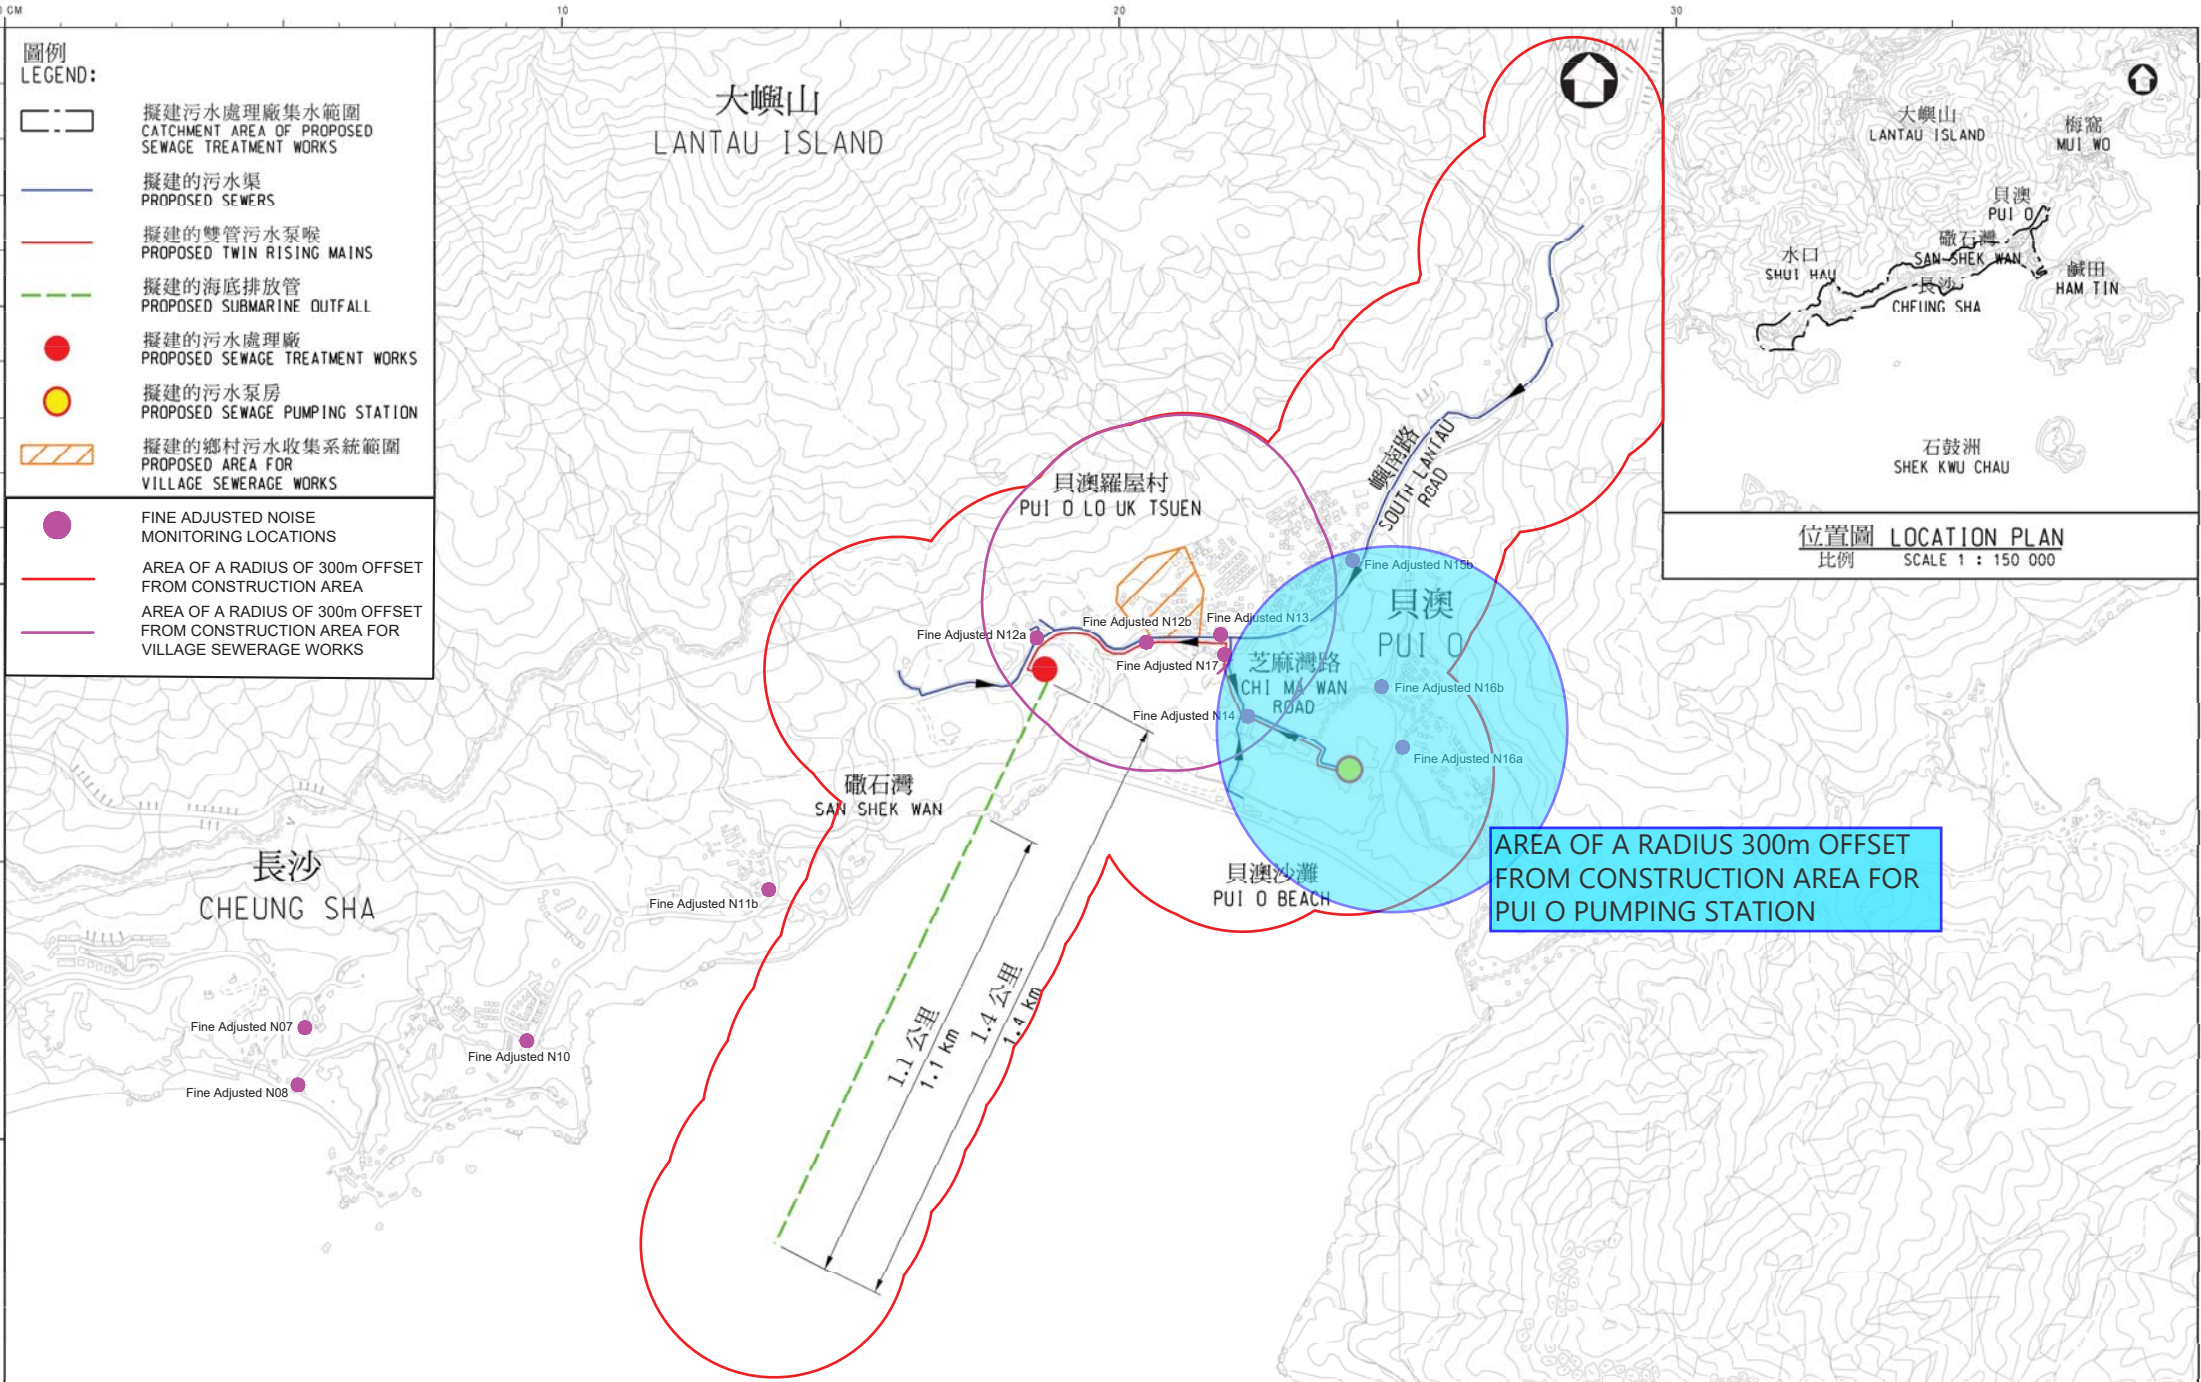 0 CM
10
20
30
圖例
LEGEND:
擬建污水處理廠集水範圍
CATCHMENT AREA OF PROPOSED
SEWAGE TREATMENT WORKS
擬建的污水渠
PROPOSED SEWERS
擬建的雙管污水泵喉
PROPOSED TWIN RISING MAINS
擬建的海底排放管
PROPOSED SUBMARINE OUTFALL
擬建的污水處理廠
PROPOSED SEWAGE TREATMENT WORKS
擬建的污水泵房
PROPOSED SEWAGE PUMPING STATION
擬建的鄉村污水收集系統範圍
PROPOSED AREA FOR
VILLAGE SEWERAGE WORKS
FINE ADJUSTED NOISE
MONITORING LOCATIONS
AREA OF A RADIUS OF 300m OFFSET
FROM CONSTRUCTION AREA
AREA OF A RADIUS OF 300m OFFSET
FROM CONSTRUCTION AREA FOR
VILLAGE SEWERAGE WORKS
大嶼山
LANTAU ISLAND
NAM SHAN
大嶼山
LANTAU ISLAND
梅窩
MUI WO
貝澳
PUI O
磡石灣
SAN SHEK WAN
水口
SHUI HAU
長沙
CHEUNG SHA
鹹田
HAM TIN
石鼓洲
SHEK KWU CHAU
位置圖 LOCATION PLAN
比例 SCALE 1 : 150 000
嶼南路
SOUTH LANTAU
ROAD
貝澳羅屋村
PUI O LO UK TSUEN
Fine Adjusted N15b
貝澳
PUI O
Fine Adjusted N12a
Fine Adjusted N12b
Fine Adjusted N13
Fine Adjusted N17
芝麻灣路
CHI MA WAN
ROAD
Fine Adjusted N16b
Fine Adjusted N14
Fine Adjusted N16a
磡石灣
SAN SHEK WAN
AREA OF A RADIUS 300m OFFSET
FROM CONSTRUCTION AREA FOR
PUI O PUMPING STATION
貝澳沙灘
PUI O BEACH
長沙
CHEUNG SHA
Fine Adjusted N11b
1.1 公里
1.1 km
1.4 公里
1.4 km
Fine Adjusted N07
Fine Adjusted N10
Fine Adjusted N08